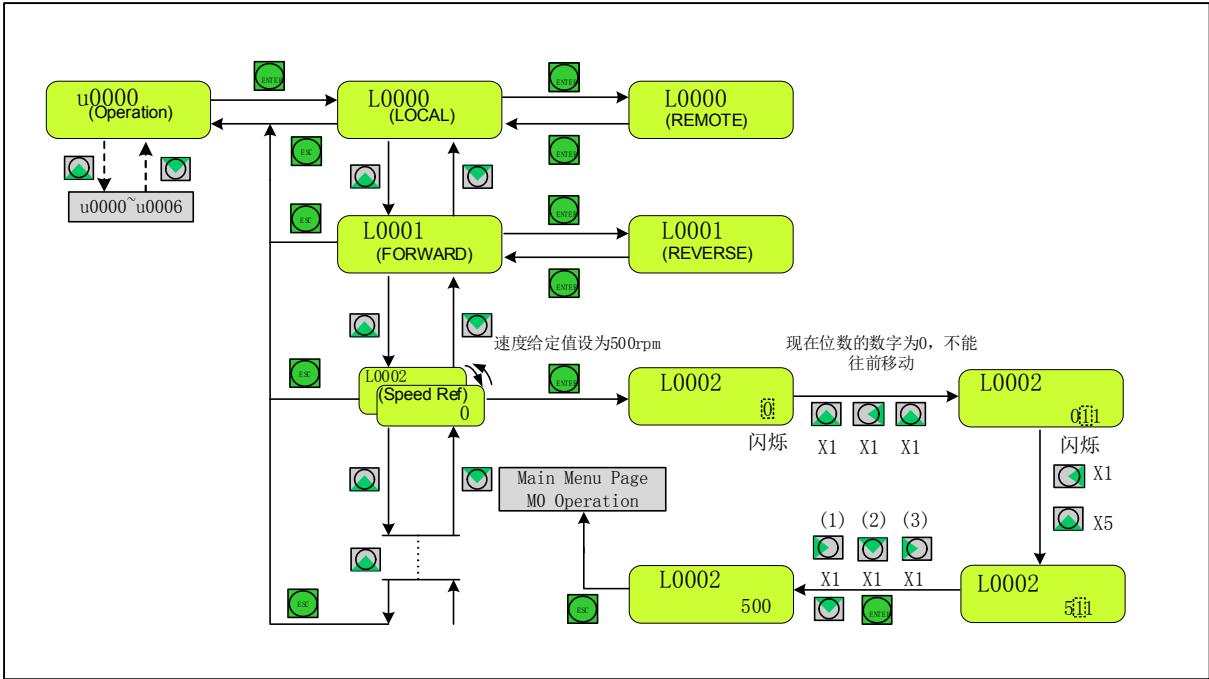 ENTER
ENTER
u0000
(Operation)
L0000
(LOCAL)
L0000
(REMOTE)
ESC
ENTER
u0000~u0006
ESC
ENTER
L0001
(FORWARD)
L0001
(REVERSE)
ENTER
速度给定值设为500rpm
现在位数的数字为0，不能
往前移动
ESC
ENTER
L0002
(Speed Ref)
0
L0002
0
闪烁
X1 X1 X1
L0002
011
闪烁
X1
X5
Main Menu Page
MO Operation
(1) (2) (3)
X1 X1 X1
ENTER
L0002
511
L0002
500
ESC
ESC